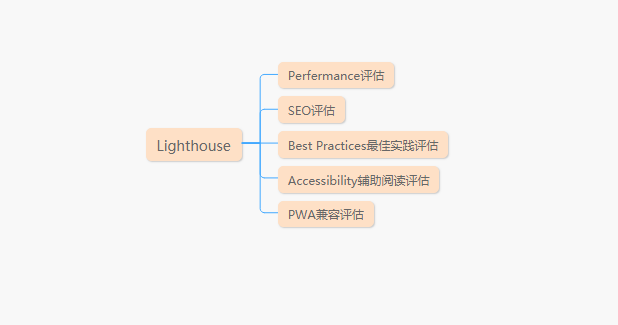 Perfermance评估
SEO评估
Lighthouse
Best Practices最佳实践评估
Accessibility辅助阅读评估
PWA兼容评估